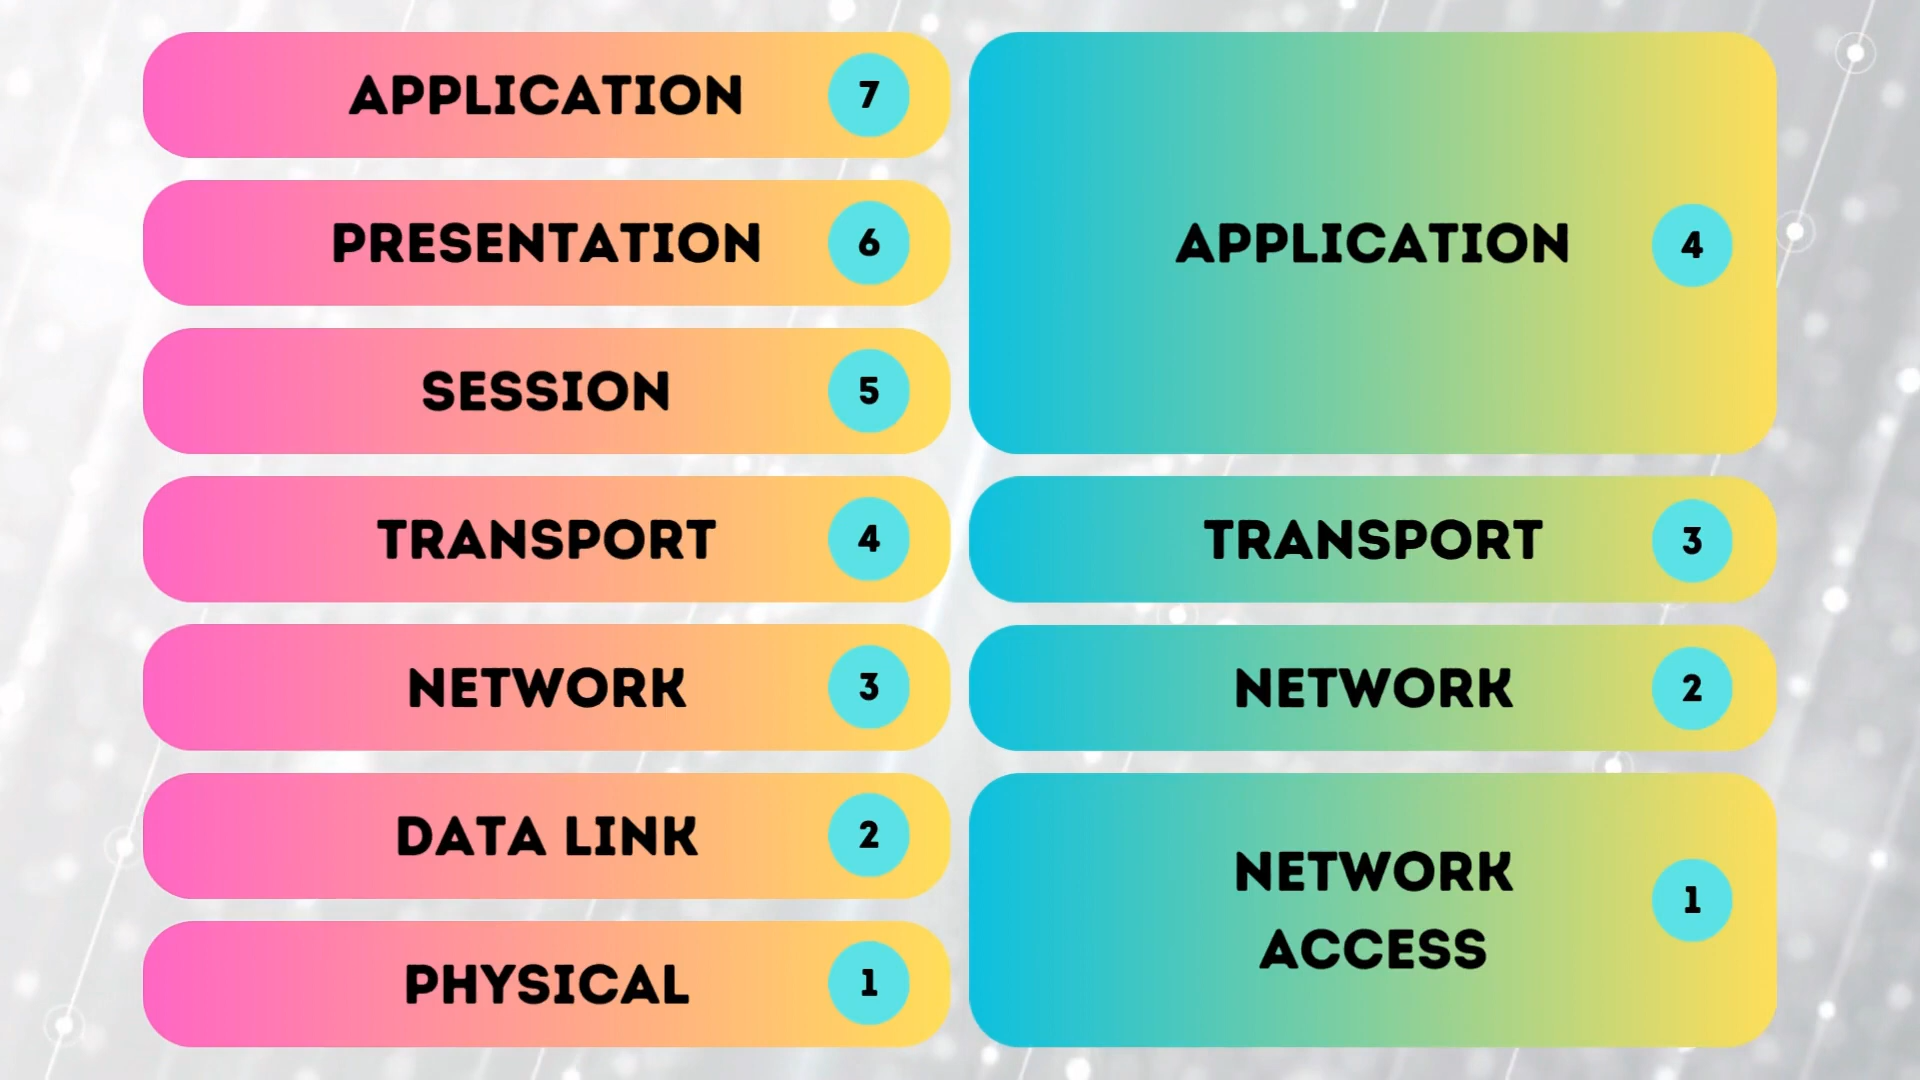 APPLICATION 7
PRESENTATION 6
SESSION 5
TRANSPORT 4
NETWORK 3
DATA LINK 2
PHYSICAL 1
APPLICATION 4
TRANSPORT 3
NETWORK 2
NETWORK
ACCESS 1